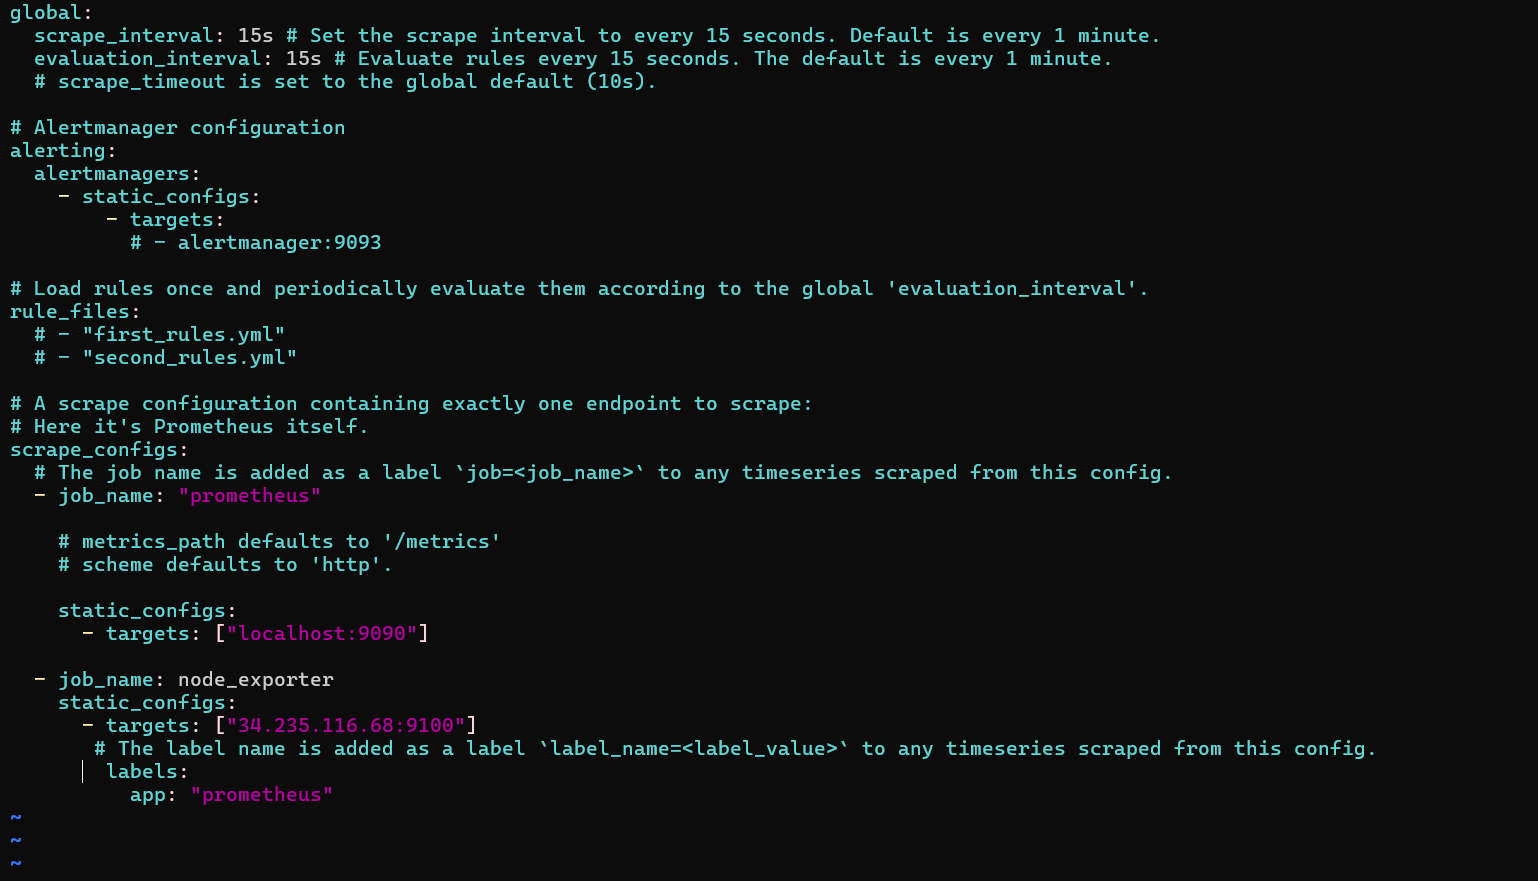 global:
  scrape_interval: 15s # Set the scrape interval to every 15 seconds. Default is every 1 minute.
  evaluation_interval: 15s # Evaluate rules every 15 seconds. The default is every 1 minute.
  # scrape_timeout is set to the global default (10s).

# Alertmanager configuration
alerting:
  alertmanagers:
    - static_configs:
        - targets:
          # - alertmanager:9093

# Load rules once and periodically evaluate them according to the global 'evaluation_interval'.
rule_files:
  # - "first_rules.yml"
  # - "second_rules.yml"

# A scrape configuration containing exactly one endpoint to scrape:
# Here it's Prometheus itself.
scrape_configs:
  # The job name is added as a label `job=<job_name>` to any timeseries scraped from this config.
  - job_name: "prometheus"

    # metrics_path defaults to '/metrics'
    # scheme defaults to 'http'.

    static_configs:
      - targets: ["localhost:9090"]

  - job_name: node_exporter
    static_configs:
      - targets: ["34.235.116.68:9100"]
       # The label name is added as a label `label_name=<label_value>` to any timeseries scraped from this config.
        labels:
          app: "prometheus"
~
~
~